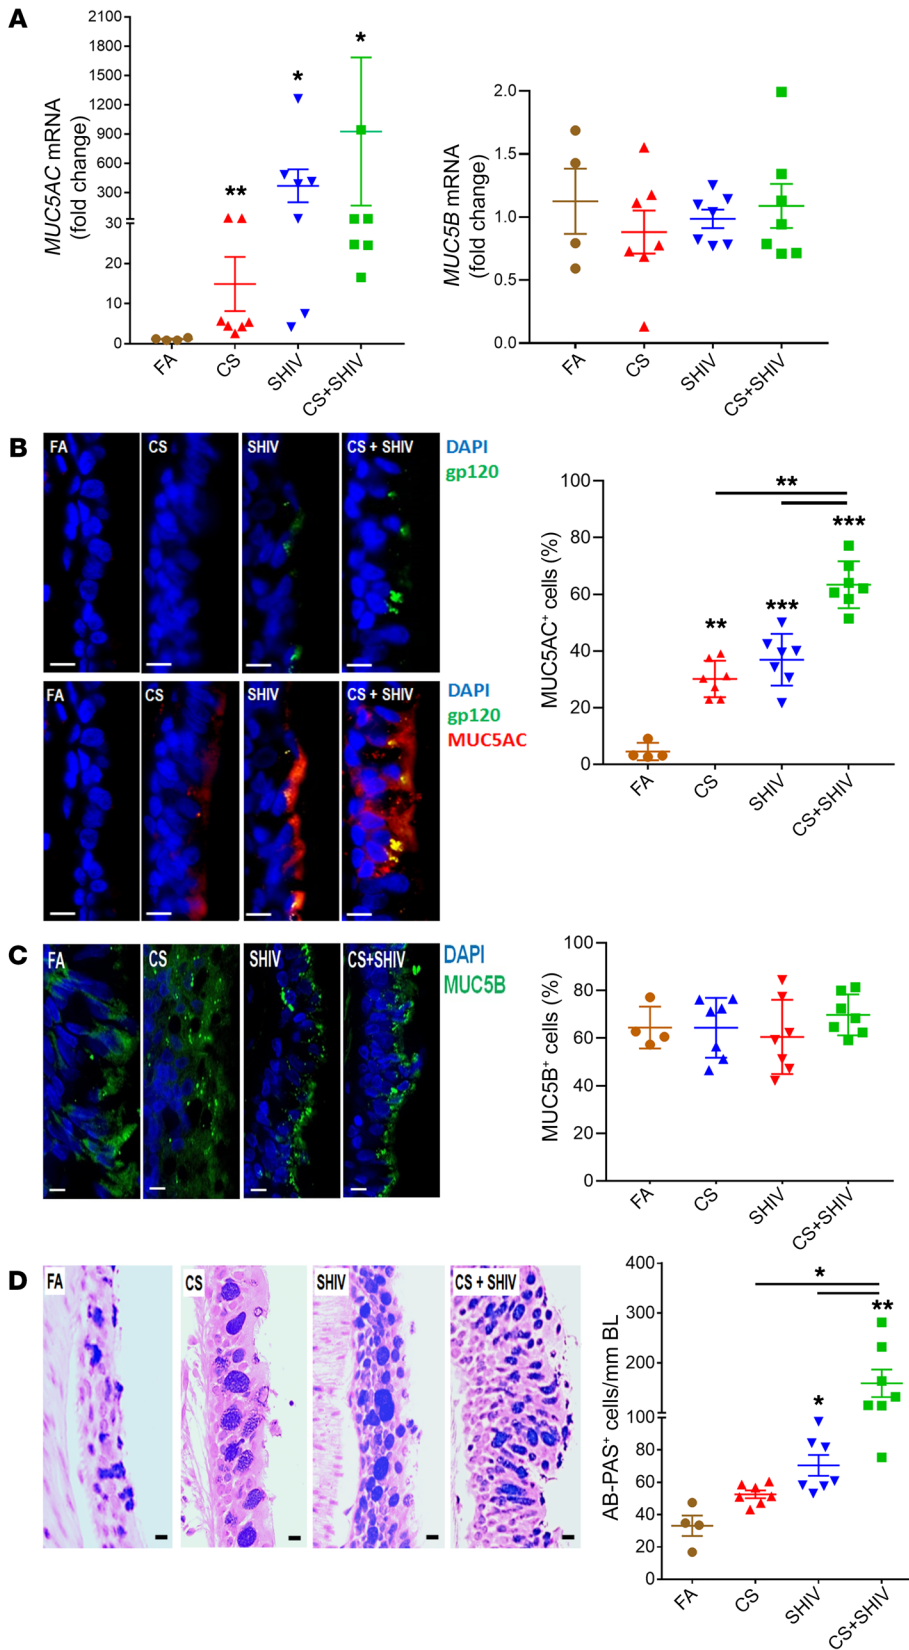 A
MUC5AC mRNA
(fold change)
2100
1800
1500
1200
900
600
300
30
20
10
0
**
*
*
FA
CS
SHIV
CS+SHIV
MUC5B mRNA
(fold change)
2.0
1.5
1.0
0.5
0.0
FA
CS
SHIV
CS+SHIV
B
FA
CS
SHIV
CS + SHIV
DAPI
gp120
FA
CS
SHIV
CS + SHIV
DAPI
gp120
MUC5AC
MUC5AC+ cells (%)
100
80
60
40
20
0
**
***
***
**
FA
CS
SHIV
CS+SHIV
C
FA
CS
SHIV
CS+SHIV
DAPI
MUC5B
MUC5B+ cells (%)
100
80
60
40
20
0
FA
CS
SHIV
CS+SHIV
D
FA
CS
SHIV
CS + SHIV
AB-PAS+ cells/mm BL
400
300
200
100
80
60
40
20
0
*
**
*
FA
CS
SHIV
CS+SHIV